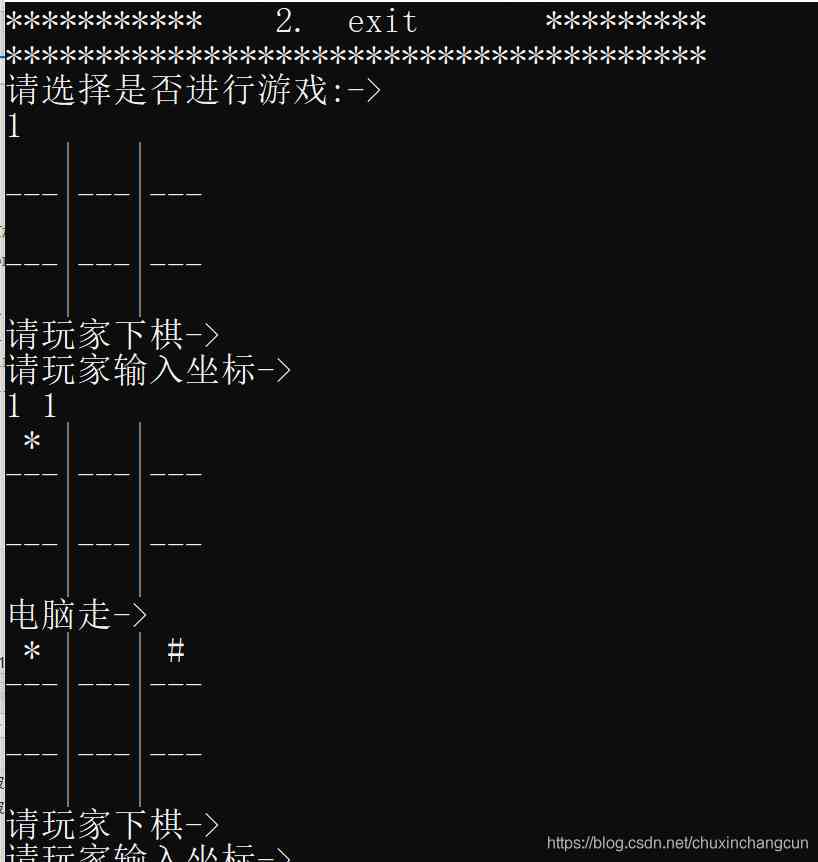 ***********    2.  exit       *********
***************************************
请选择是否进行游戏:->
1
   |   |
---|---|---
   |   |
---|---|---
   |   |
请玩家下棋->
请玩家输入坐标->
1 1
 * |   |
---|---|---
   |   |
---|---|---
   |   |
电脑走->
 * |   | #
---|---|---
   |   |
---|---|---
   |   |
请玩家下棋->
请玩家输入坐标->
https://blog.csdn.net/chuxinchangcun